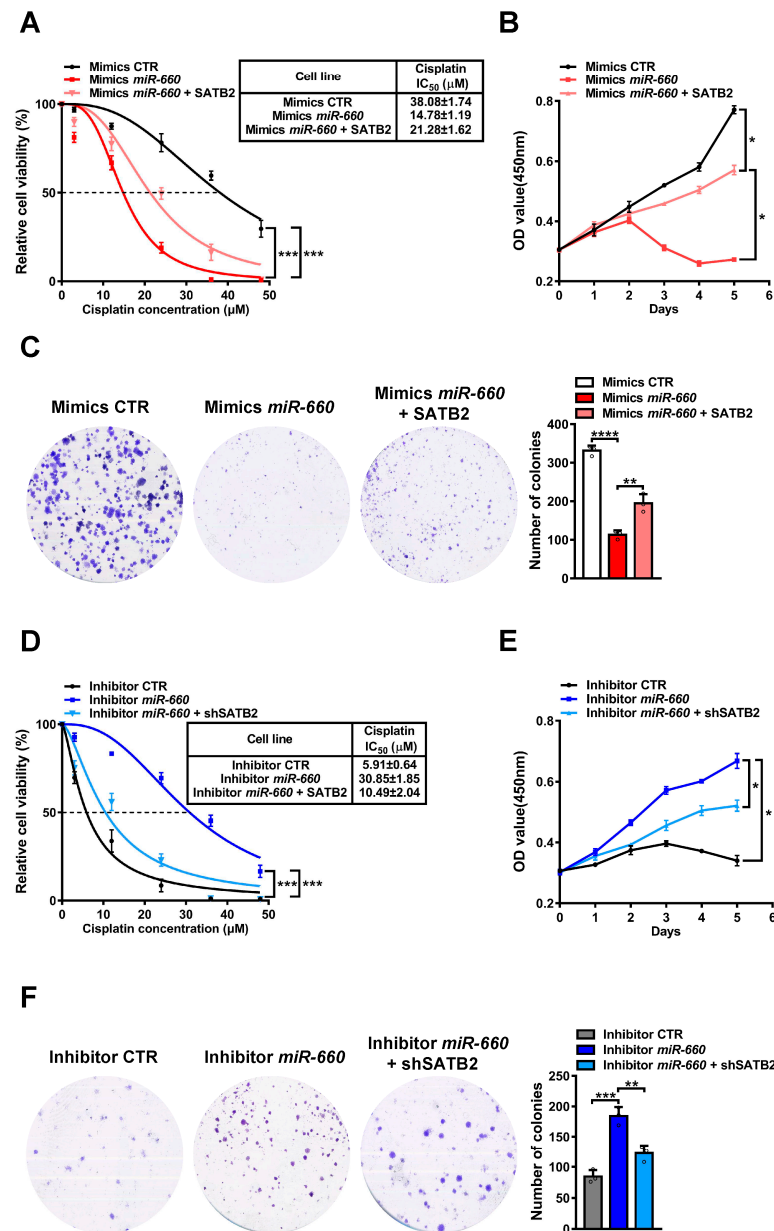 A
Mimics CTR
Mimics miR-660
Mimics miR-660 + SATB2
Cell line
Cisplatin
IC50 (μM)
Mimics CTR 38.08±1.74
Mimics miR-660 14.78±1.19
Mimics miR-660 + SATB2 21.28±1.62
Relative cell viability (%)
100
50
0
0 10 20 30 40 50
Cisplatin concentration (μM)
*** ***
B
Mimics CTR
Mimics miR-660
Mimics miR-660 + SATB2
OD value(450nm)
0.8
0.6
0.4
0.2
0 1 2 3 4 5 6
Days
*
*
C
Mimics CTR
Mimics miR-660
Mimics miR-660
+ SATB2
Mimics CTR
Mimics miR-660
Mimics miR-660 + SATB2
Number of colonies
400
300
200
100
0
****
**
D
Inhibitor CTR
Inhibitor miR-660
Inhibitor miR-660 + shSATB2
Cell line
Cisplatin
IC50 (μM)
Inhibitor CTR 5.91±0.64
Inhibitor miR-660 30.85±1.85
Inhibitor miR-660 + SATB2 10.49±2.04
Relative cell viability (%)
100
50
0
0 10 20 30 40 50
Cisplatin concentration (μM)
*** ***
E
Inhibitor CTR
Inhibitor miR-660
Inhibitor miR-660 + shSATB2
OD value(450nm)
0.8
0.6
0.4
0.2
0 1 2 3 4 5 6
Days
*
*
F
Inhibitor CTR
Inhibitor miR-660
Inhibitor miR-660
+ shSATB2
Inhibitor CTR
Inhibitor miR-660
Inhibitor miR-660 + shSATB2
Number of colonies
250
200
150
100
50
0
***
**